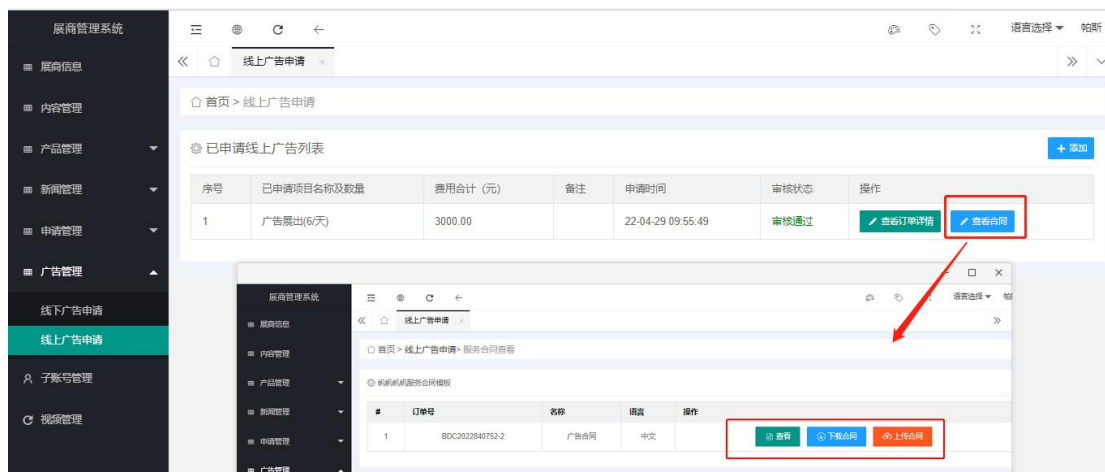 展商管理系统
语言选择
帕斯
展商信息
线上广告申请
内容管理
首页 > 线上广告申请
产品管理
已申请线上广告列表
添加
新闻管理
序号 已申请项目名称及数量 费用合计（元） 备注 申请时间 审核状态 操作
1 广告展出(6/天) 3000.00 22-04-29 09:55:49 审核通过 查看订单详情 查看合同
申请管理
广告管理
线下广告申请
线上广告申请
子账号管理
视频管理
展商管理系统
语言选择
展商信息
线上广告申请
内容管理
首页 > 线上广告申请> 服务合同查看
产品管理
帆帆帆帆服务合同模板
新闻管理
# 订单号 名称 语言 操作
1 BDC2022840752-2 广告合同 中文 查看 下载合同 上传合同
申请管理
广告管理